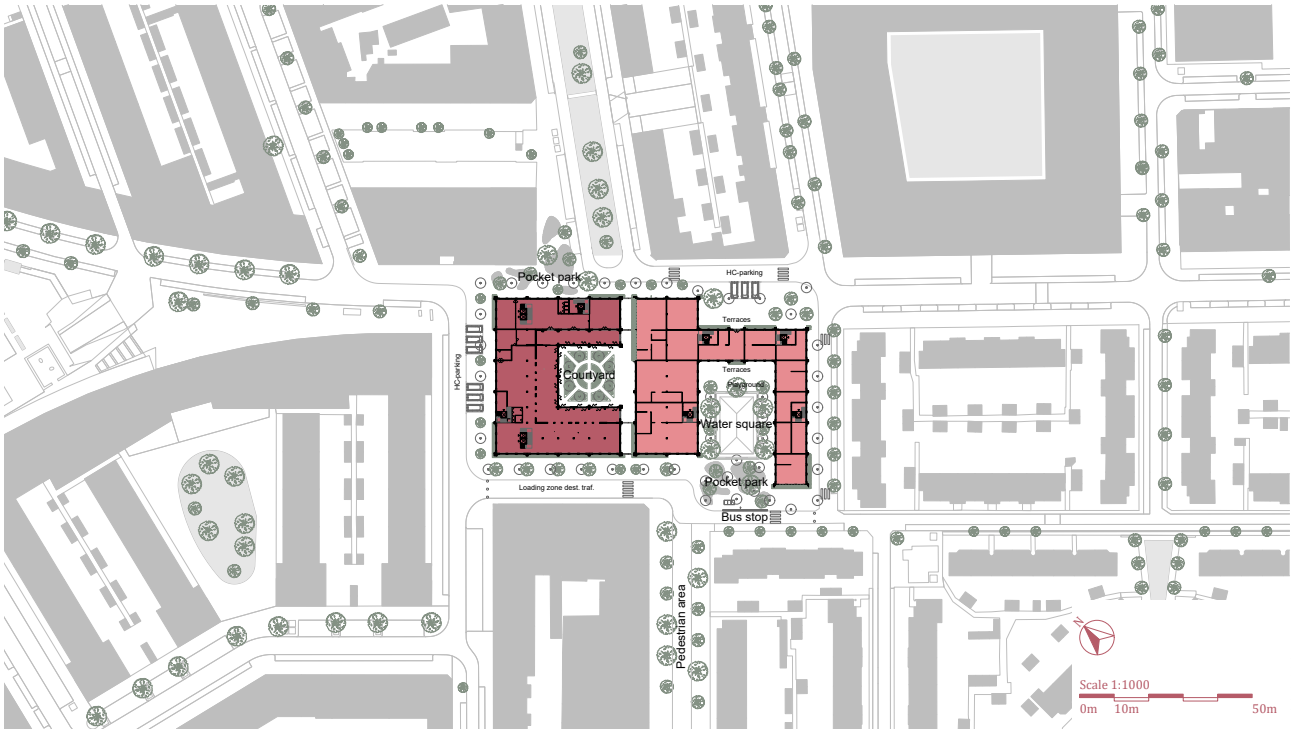 HC-parking
Pocket park
Terraces
HC-parking
Courtyard
Terraces
Playground
Water square
Pocket park
Loading zone dest. traf.
Bus stop
Pedestrian area
N
Scale 1:1000
0m 10m 50m